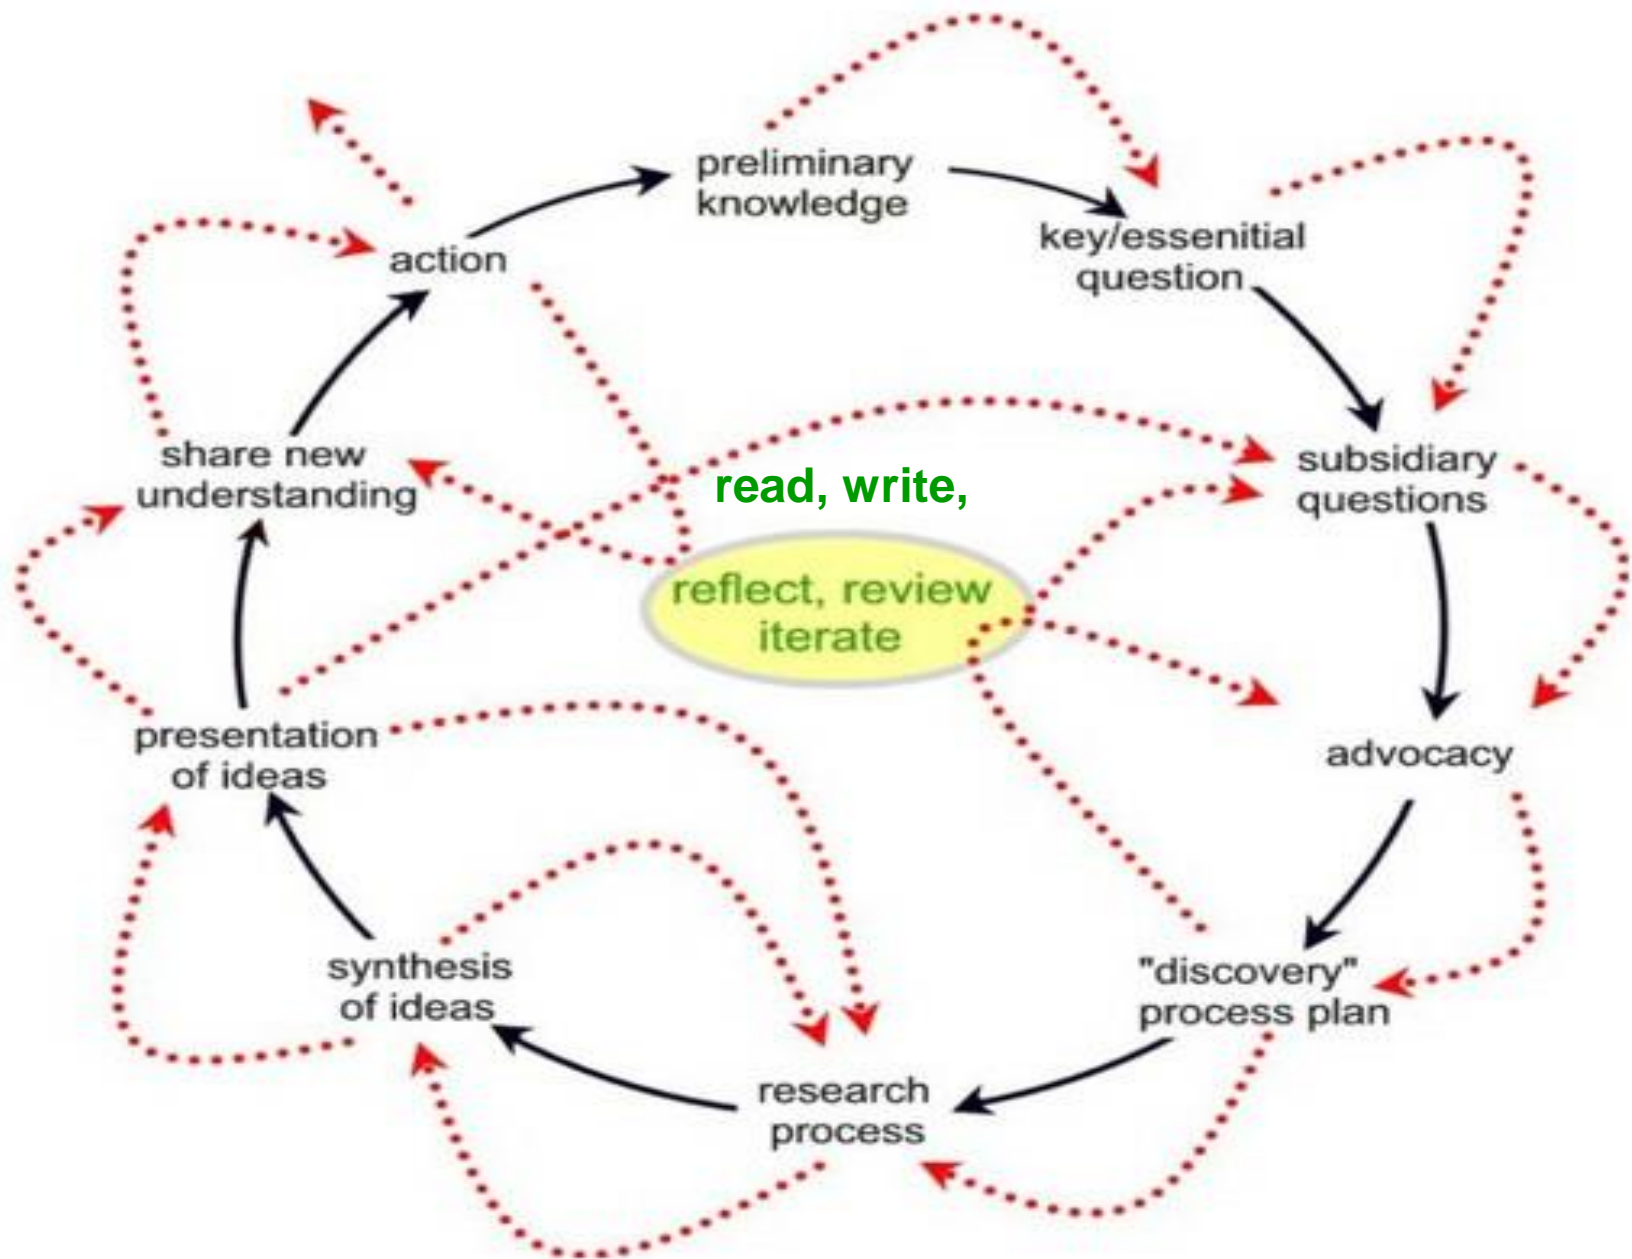 preliminary
knowledge
key/essenitial
question
action
share new
understanding
read, write,
subsidiary
questions
reflect, review
iterate
presentation
of ideas
advocacy
synthesis
of ideas
"discovery"
process plan
research
process